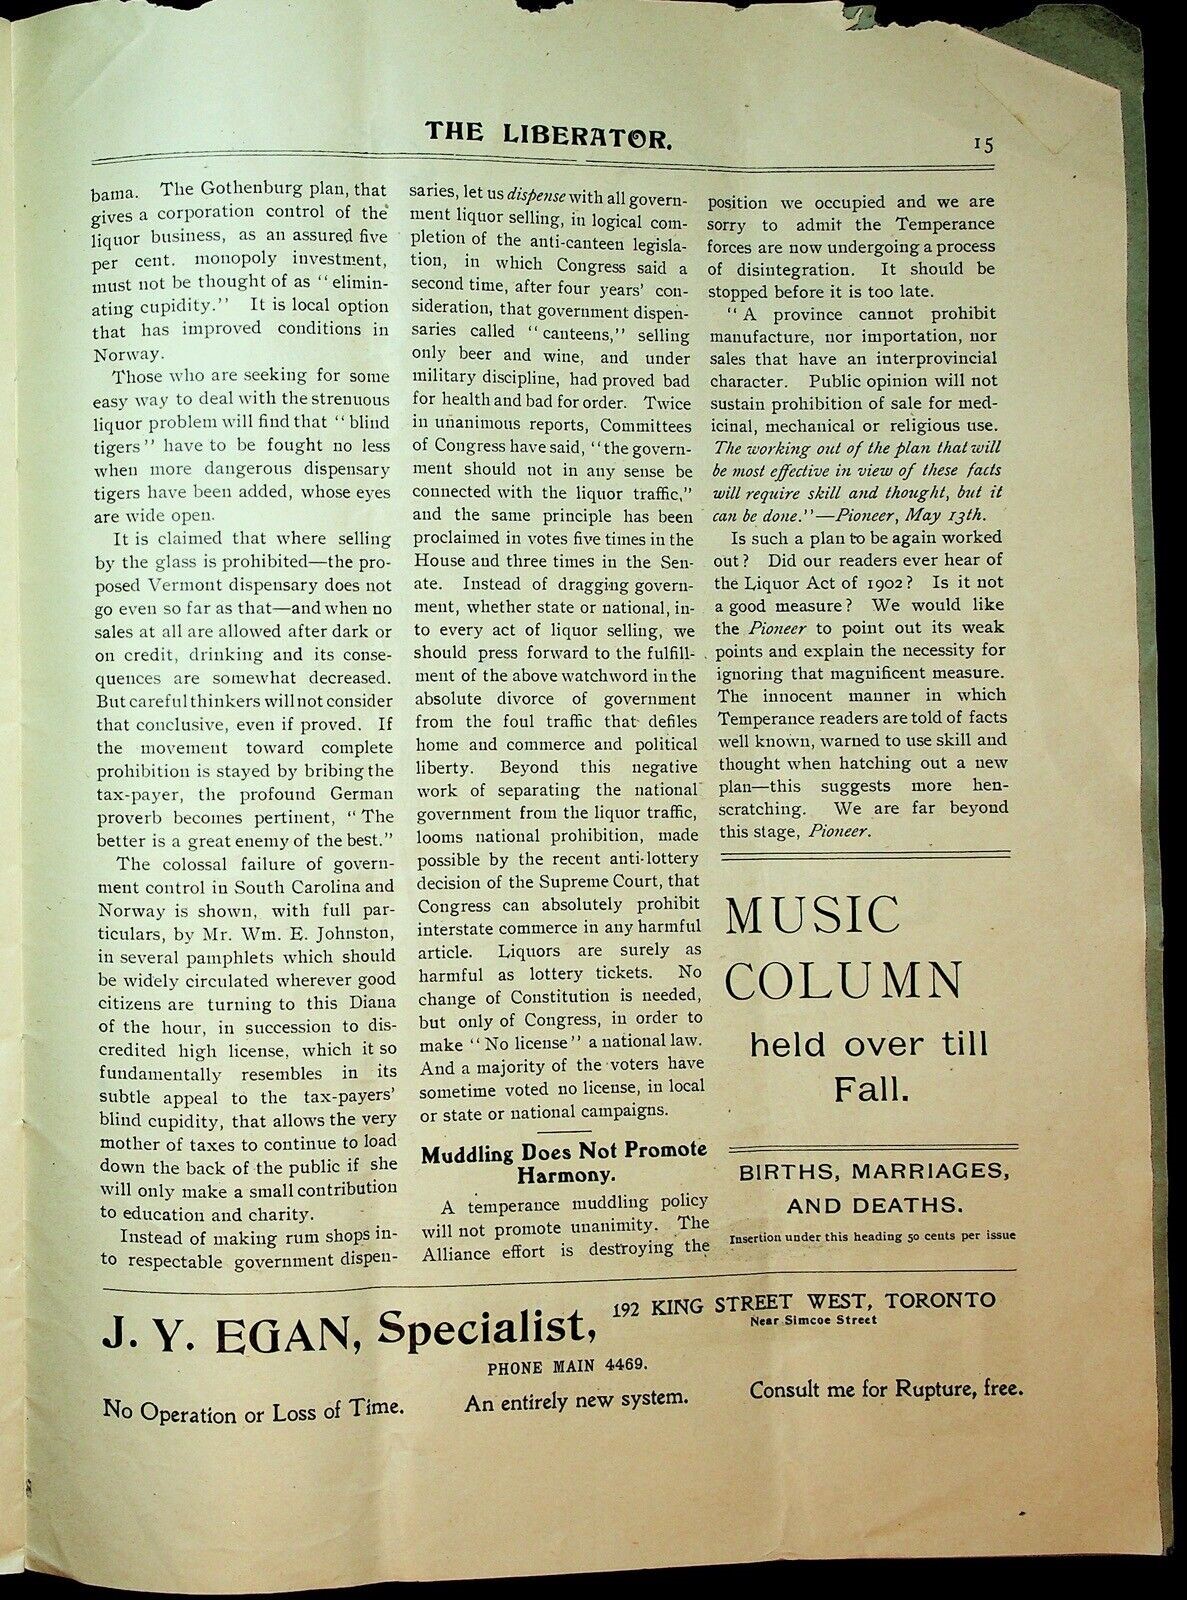 THE LIBERATOR.
15
bama. The Gothenburg plan, that
gives a corporation control of the
liquor business, as an assured five
per cent. monopoly investment,
must not be thought of as "elimin-
ating cupidity." It is local option
that has improved conditions in
Norway.
Those who are seeking for some
easy way to deal with the strenuous
liquor problem will find that "blind
tigers" have to be fought no less
when more dangerous dispensary
tigers have been added, whose eyes
are wide open.
It is claimed that where selling
by the glass is prohibited—the pro-
posed Vermont dispensary does not
go even so far as that—and when no
sales at all are allowed after dark or
on credit, drinking and its conse-
quences are somewhat decreased.
But careful thinkers will not consider
that conclusive, even if proved. If
the movement toward complete
prohibition is stayed by bribing the
tax-payer, the profound German
proverb becomes pertinent, "The
better is a great enemy of the best."
The colossal failure of govern-
ment control in South Carolina and
Norway is shown, with full par-
ticulars, by Mr. Wm. E. Johnston,
in several pamphlets which should
be widely circulated wherever good
citizens are turning to this Diana
of the hour, in succession to dis-
credited high license, which it so
fundamentally resembles in its
subtle appeal to the tax-payers'
blind cupidity, that allows the very
mother of taxes to continue to load
down the back of the public if she
will only make a small contribution
to education and charity.
Instead of making rum shops in-
to respectable government dispen-
saries, let us dispense with all govern-
ment liquor selling, in logical com-
pletion of the anti-canteen legisla-
tion, in which Congress said a
second time, after four years' con-
sideration, that government dispen-
saries called "canteens," selling
only beer and wine, and under
military discipline, had proved bad
for health and bad for order. Twice
in unanimous reports, Committees
of Congress have said, "the govern-
ment should not in any sense be
connected with the liquor traffic,"
and the same principle has been
proclaimed in votes five times in the
House and three times in the Sen-
ate. Instead of dragging govern-
ment, whether state or national, in-
to every act of liquor selling, we
should press forward to the fulfill-
ment of the above watchword in the
absolute divorce of government
from the foul traffic that defiles
home and commerce and political
liberty. Beyond this negative
work of separating the national
government from the liquor traffic,
looms national prohibition, made
possible by the recent anti-lottery
decision of the Supreme Court, that
Congress can absolutely prohibit
interstate commerce in any harmful
article. Liquors are surely as
harmful as lottery tickets. No
change of Constitution is needed,
but only of Congress, in order to
make "No license" a national law.
And a majority of the voters have
sometime voted no license, in local
or state or national campaigns.
Muddling Does Not Promote
Harmony.
A temperance muddling policy
will not promote unanimity. The
Alliance effort is destroying the
position we occupied and we are
sorry to admit the Temperance
forces are now undergoing a process
of disintegration. It should be
stopped before it is too late.
"A province cannot prohibit
manufacture, nor importation, nor
sales that have an interprovincial
character. Public opinion will not
sustain prohibition of sale for med-
icinal, mechanical or religious use.
The working out of the plan that will
be most effective in view of these facts
will require skill and thought, but it
can be done."—Pioneer, May 13th.
Is such a plan to be again worked
out? Did our readers ever hear of
the Liquor Act of 1902? Is it not
a good measure? We would like
the Pioneer to point out its weak
points and explain the necessity for
ignoring that magnificent measure.
The innocent manner in which
Temperance readers are told of facts
well known, warned to use skill and
thought when hatching out a new
plan—this suggests more hen-
scratching. We are far beyond
this stage, Pioneer.
MUSIC
COLUMN
held over till
Fall.
BIRTHS, MARRIAGES,
AND DEATHS.
Insertion under this heading 50 cents per issue
J. Y. EGAN, Specialist,
192 KING STREET WEST, TORONTO
Near Simcoe Street
PHONE MAIN 4469.
No Operation or Loss of Time.
An entirely new system.
Consult me for Rupture, free.